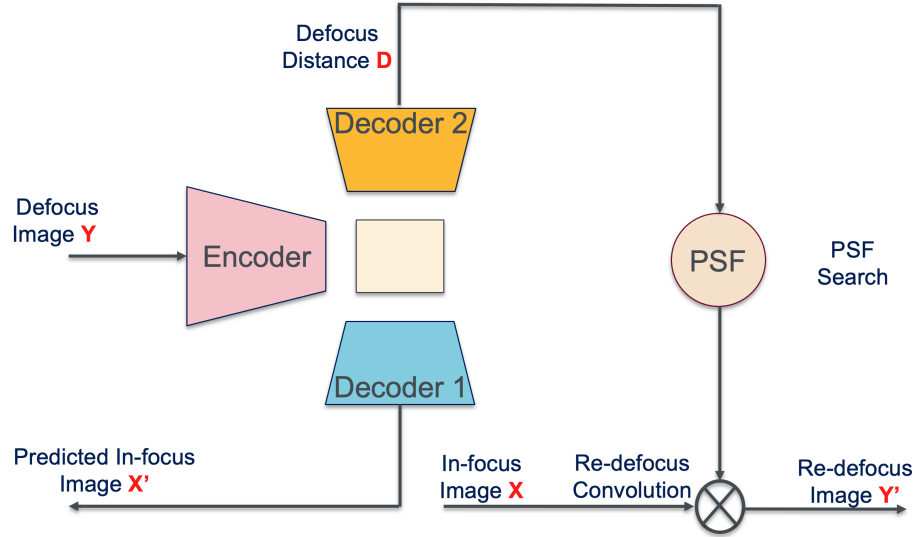 Defocus
Distance D
Decoder 2
Defocus
Image Y
Encoder
PSF
PSF
Search
Decoder 1
Predicted In-focus
Image X’
In-focus
Image X
Re-defocus
Convolution
Re-defocus
Image Y’